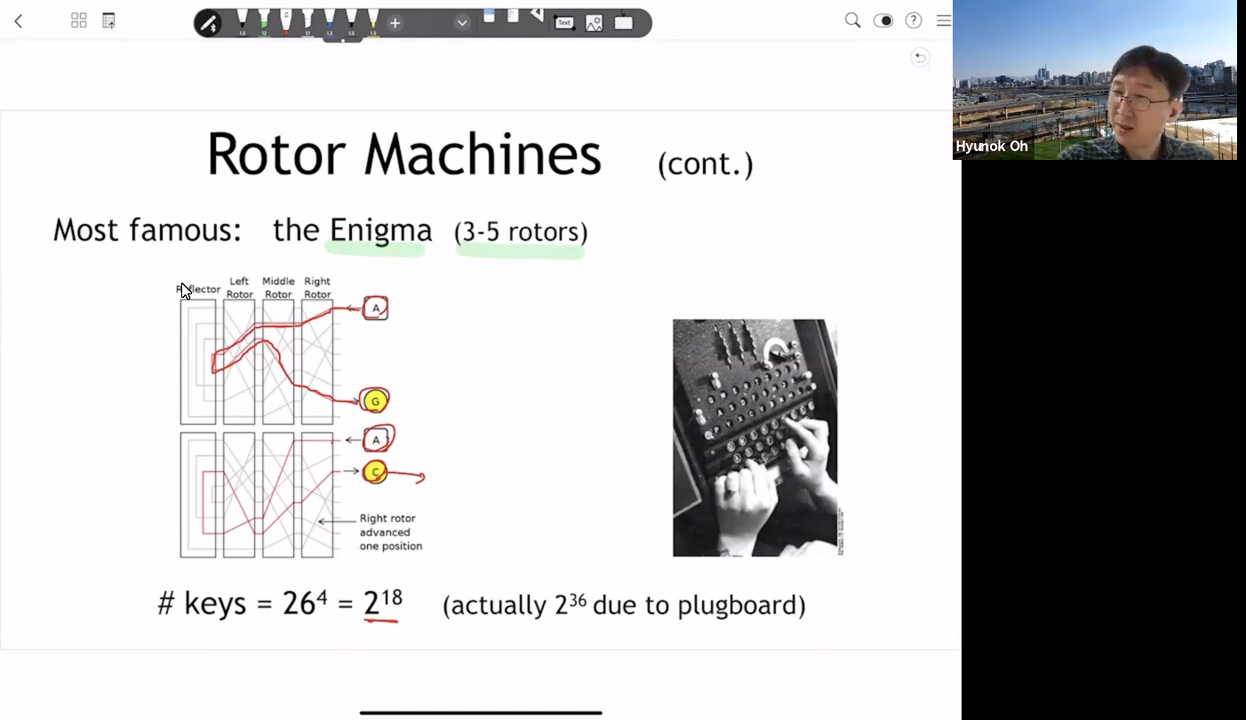 Text
Hyunok Oh
Rotor Machines (cont.)
Most famous: the Enigma (3-5 rotors)
Left Middle Right
Reflector Rotor Rotor Rotor
A
G
A
C
Right rotor
advanced
one position
# keys = 26⁴ = 2¹⁸ (actually 2³⁶ due to plugboard)